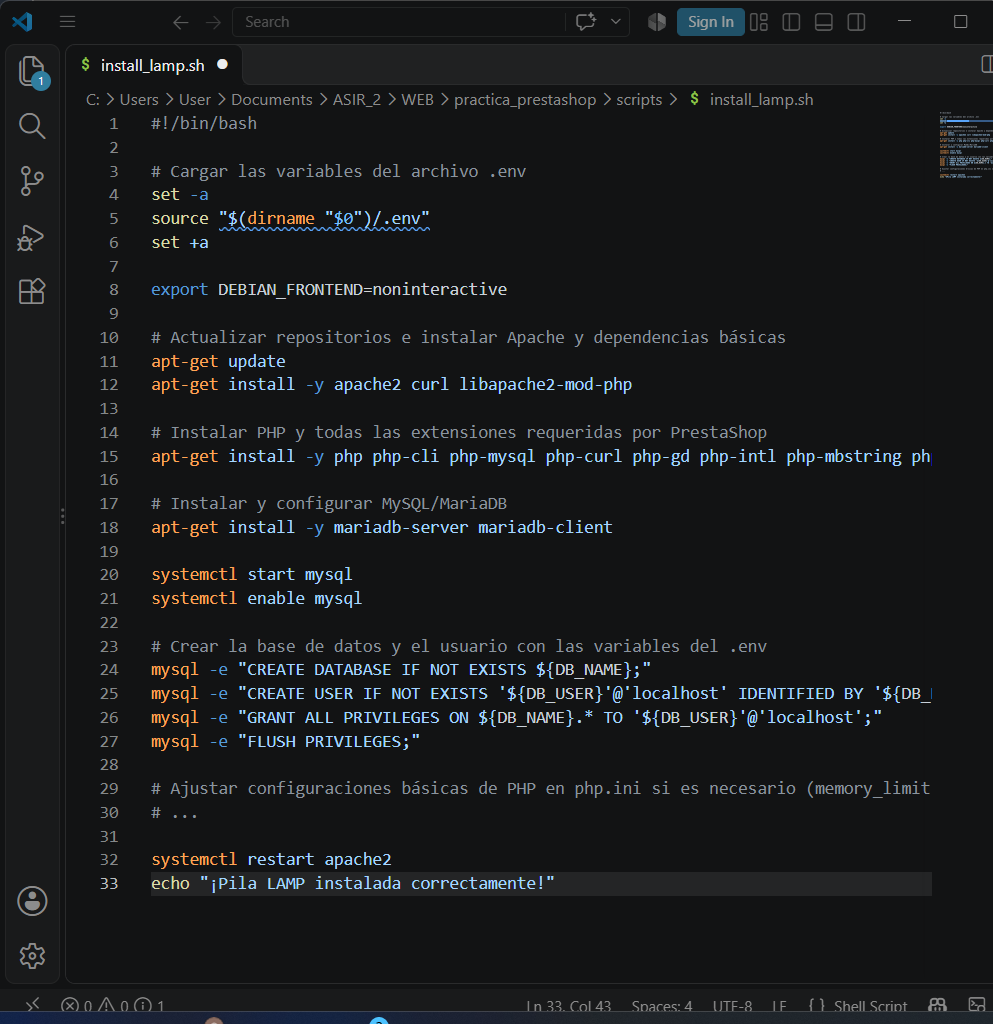 Search
Sign In
1
$ install_lamp.sh
C: > Users > User > Documents > ASIR_2 > WEB > practica_prestashop > scripts > $ install_lamp.sh
1 #!/bin/bash
2
3 # Cargar las variables del archivo .env
4 set -a
5 source "$(dirname "$0")/.env"
6 set +a
7
8 export DEBIAN_FRONTEND=noninteractive
9
10 # Actualizar repositorios e instalar Apache y dependencias básicas
11 apt-get update
12 apt-get install -y apache2 curl libapache2-mod-php
13
14 # Instalar PHP y todas las extensiones requeridas por PrestaShop
15 apt-get install -y php php-cli php-mysql php-curl php-gd php-intl php-mbstring ph
16
17 # Instalar y configurar MySQL/MariaDB
18 apt-get install -y mariadb-server mariadb-client
19
20 systemctl start mysql
21 systemctl enable mysql
22
23 # Crear la base de datos y el usuario con las variables del .env
24 mysql -e "CREATE DATABASE IF NOT EXISTS ${DB_NAME};"
25 mysql -e "CREATE USER IF NOT EXISTS '${DB_USER}'@'localhost' IDENTIFIED BY '${DB_
26 mysql -e "GRANT ALL PRIVILEGES ON ${DB_NAME}.* TO '${DB_USER}'@'localhost';"
27 mysql -e "FLUSH PRIVILEGES;"
28
29 # Ajustar configuraciones básicas de PHP en php.ini si es necesario (memory_limit
30 # ...
31
32 systemctl restart apache2
33 echo "¡Pila LAMP instalada correctamente!"
0 0 1 Ln 33, Col 43 Spaces: 4 UTF-8 LF {} Shell Script